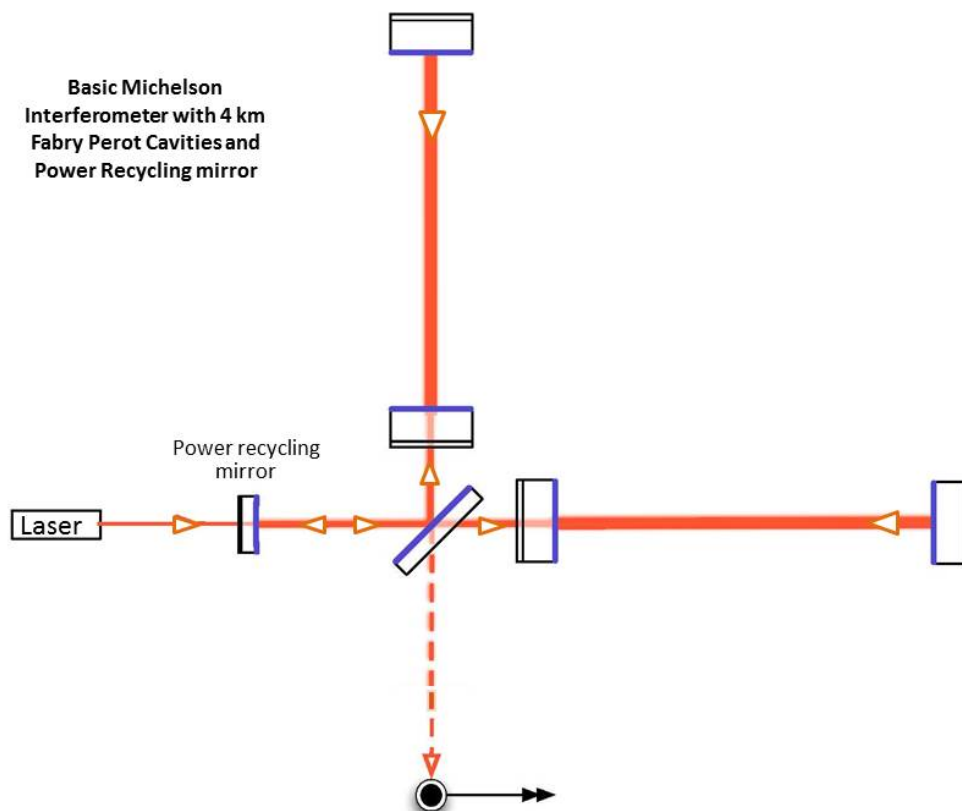 Basic Michelson
Interferometer with 4 km
Fabry Perot Cavities and
Power Recycling mirror
Power recycling
mirror
Laser